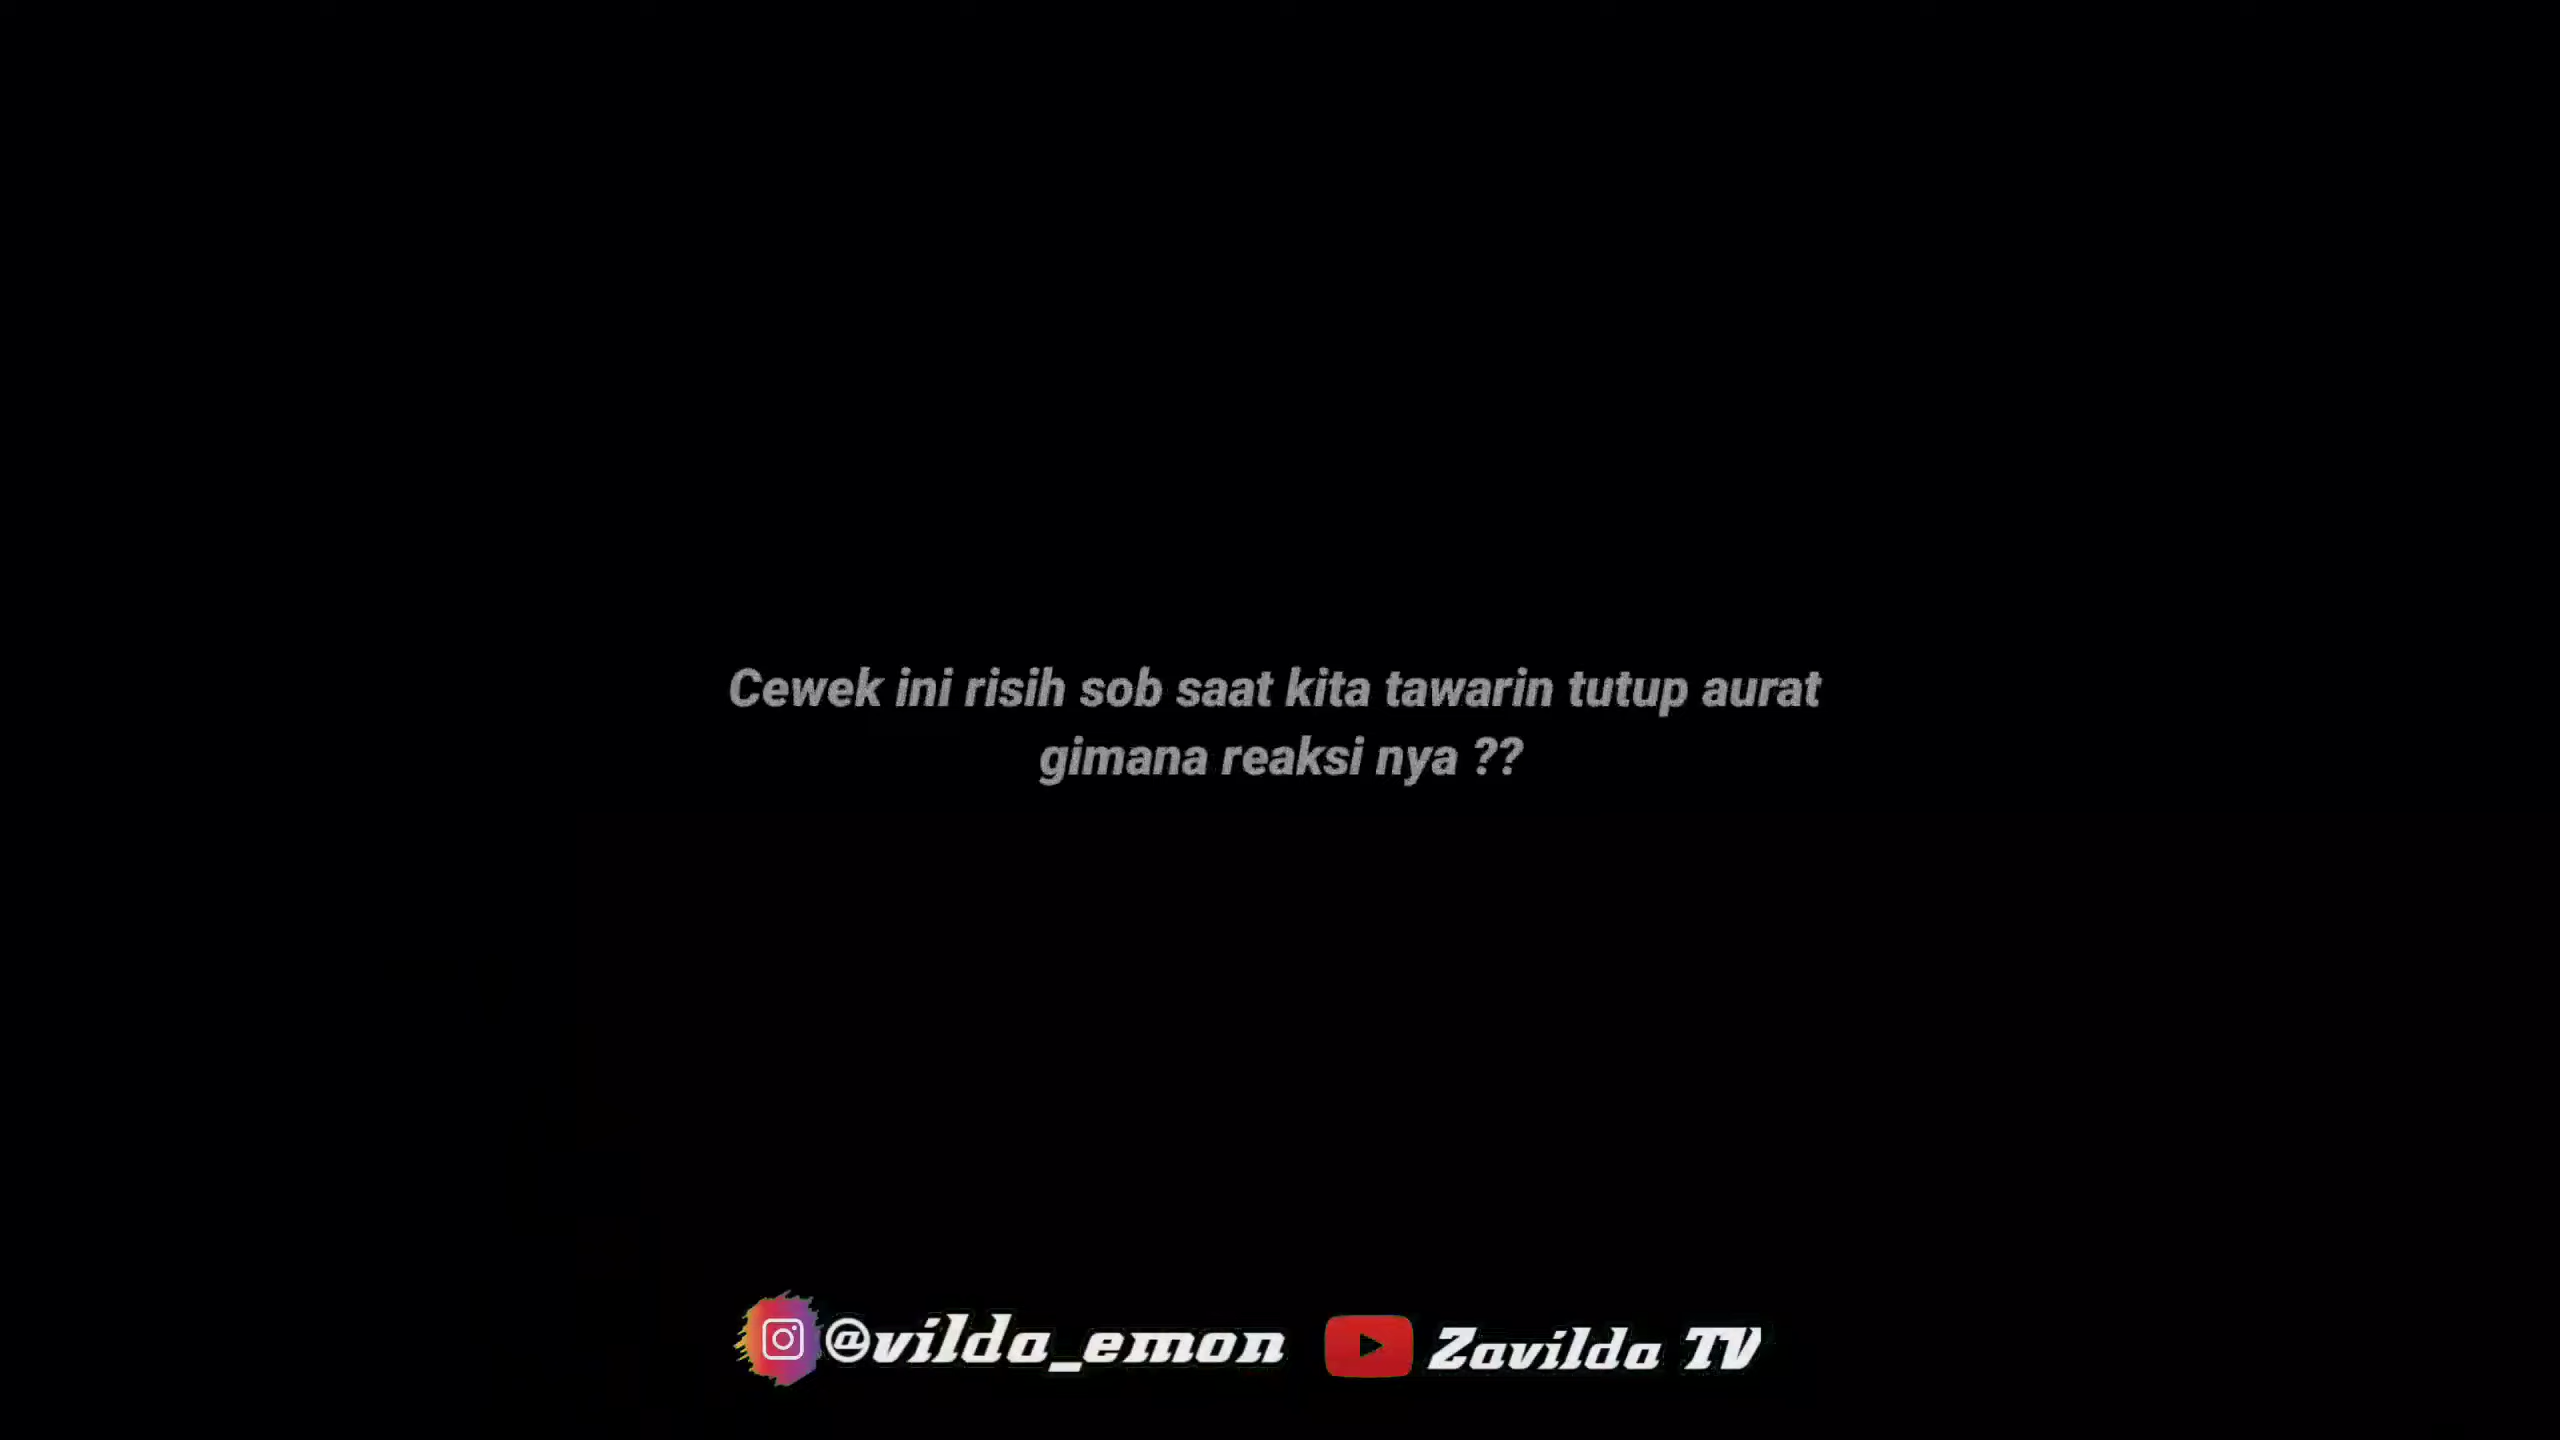 Cewek ini risih sob saat kita tawarin tutup aurat
gimana reaksi nya ??
@vilda_emon Zavilda TV